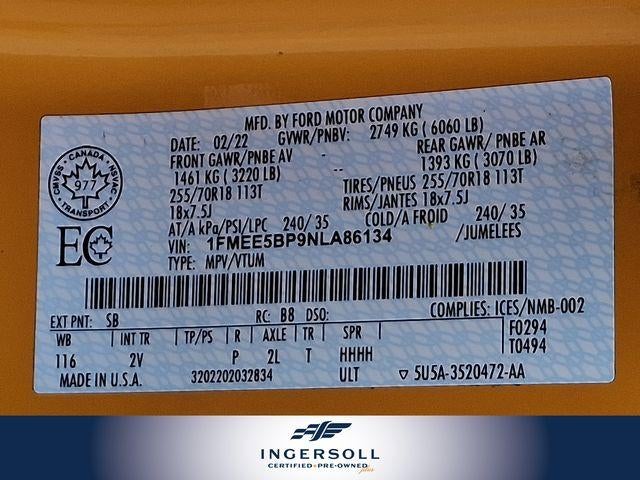 MFD. BY FORD MOTOR COMPANY
DATE: 02/22 GVWR/PNBV: 2749 KG ( 6060 LB)
FRONT GAWR/PNBE AV REAR GAWR/ PNBE AR
1461 KG ( 3220 LB) 1393 KG ( 3070 LB)
255/70R18 113T TIRES/PNEUS 255/70R18 113T
18x7.5J RIMS/JANTES 18x7.5J
AT/A kPa/PSI/LPC 240/ 35 COLD/A FROID 240/ 35
VIN: 1FMEE5BP9NLA86134 /JUMELEES
TYPE: MPV/VTUM
CANADA
CMVSS NSVAC
977
TRANSPORT
EC
COMPLIES: ICES/NMB-002
EXT PNT: SB RC: B8 DSO: F0294
WB INT TR TP/PS R AXLE TR SPR T0494
116 2V P 2L T HHHH
MADE IN U.S.A. 3202202032834 ULT ▽ 5U5A-3520472-AA
INGERSOLL
CERTIFIED • PRE-OWNED plus